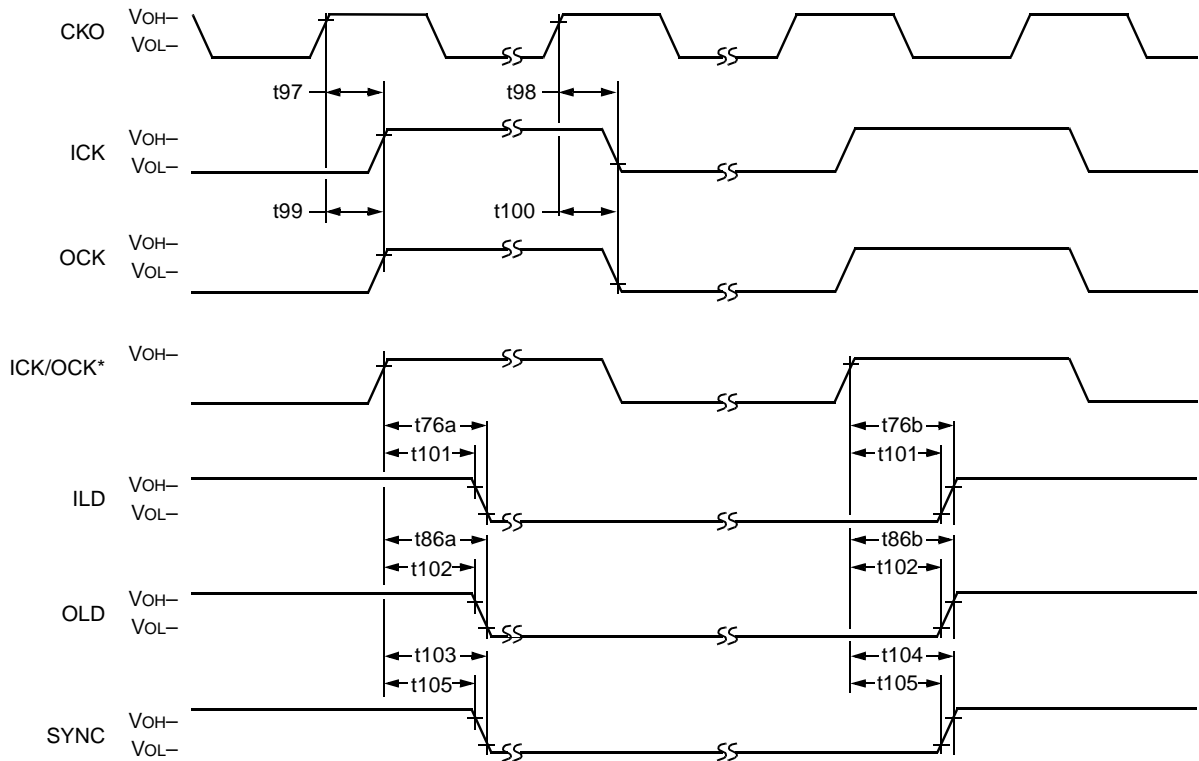 CKO VOH–
VOL–
t97 t98
ICK VOH–
VOL–
t99 t100
OCK VOH–
VOL–
ICK/OCK* VOH–
t76a t76b
t101 t101
ILD VOH–
VOL–
t86a t86b
t102 t102
OLD VOH–
VOL–
t103 t104
t105 t105
SYNC VOH–
VOL–